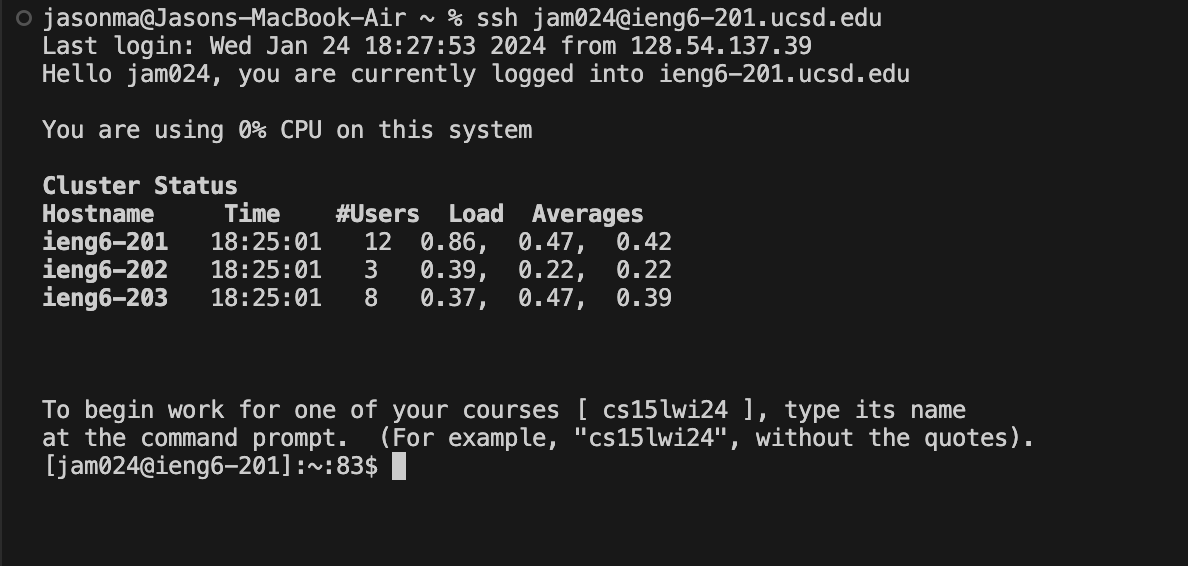 jasonma@Jasons-MacBook-Air ~ % ssh jam024@ieng6-201.ucsd.edu
Last login: Wed Jan 24 18:27:53 2024 from 128.54.137.39
Hello jam024, you are currently logged into ieng6-201.ucsd.edu
You are using 0% CPU on this system
Cluster Status
Hostname     Time    #Users  Load  Averages
ieng6-201   18:25:01   12  0.86,  0.47,  0.42
ieng6-202   18:25:01   3   0.39,  0.22,  0.22
ieng6-203   18:25:01   8   0.37,  0.47,  0.39
To begin work for one of your courses [ cs15lwi24 ], type its name
at the command prompt.  (For example, "cs15lwi24", without the quotes).
[jam024@ieng6-201]:~:83$